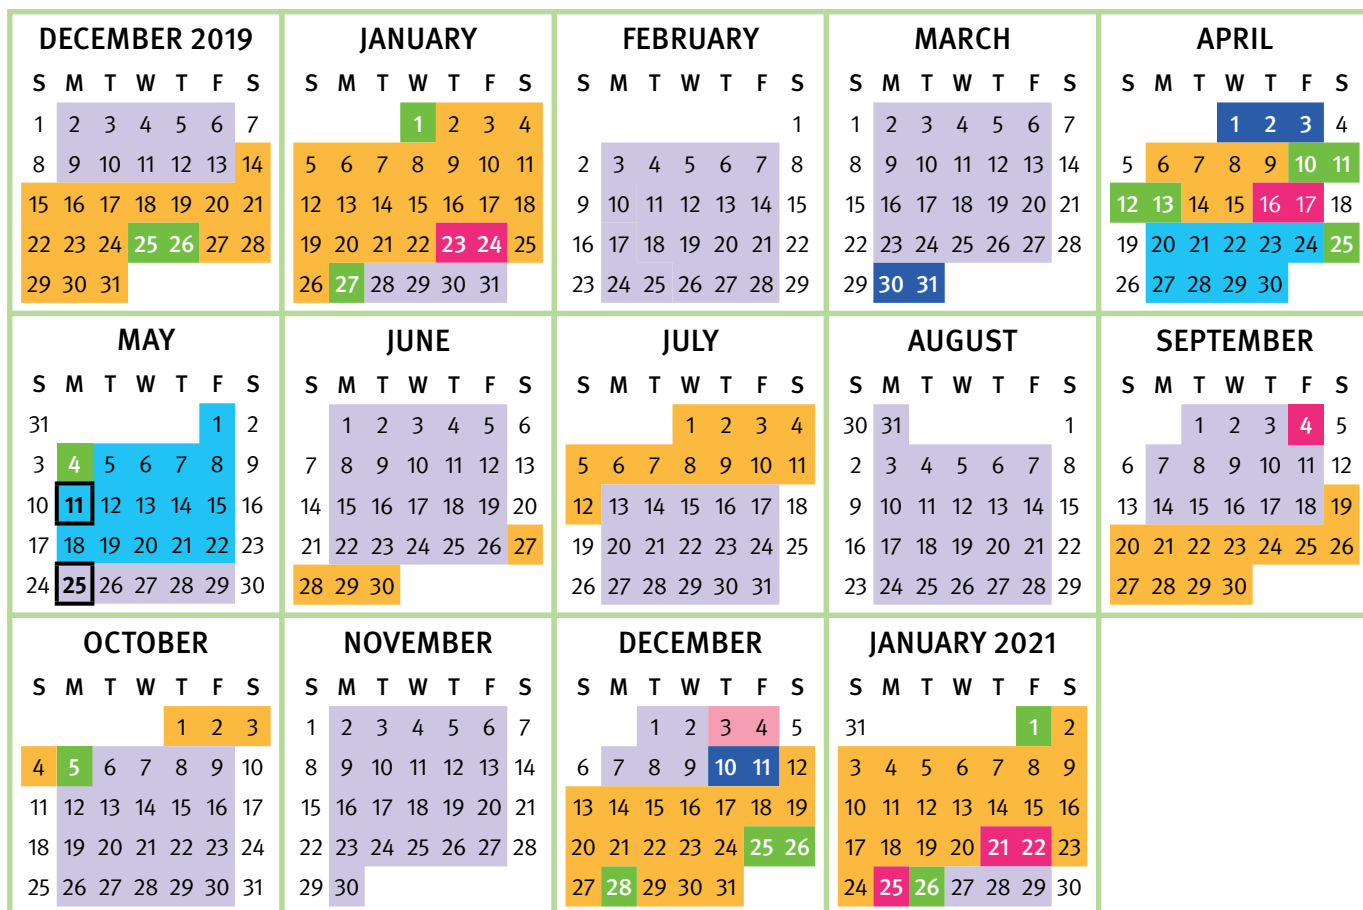 DECEMBER 2019
S M T W T F S
1 2 3 4 5 6 7
8 9 10 11 12 13 14
15 16 17 18 19 20 21
22 23 24 25 26 27 28
29 30 31
JANUARY
S M T W T F S
1 2 3 4
5 6 7 8 9 10 11
12 13 14 15 16 17 18
19 20 21 22 23 24 25
26 27 28 29 30 31
FEBRUARY
S M T W T F S
1
2 3 4 5 6 7 8
9 10 11 12 13 14 15
16 17 18 19 20 21 22
23 24 25 26 27 28 29
MARCH
S M T W T F S
1 2 3 4 5 6 7
8 9 10 11 12 13 14
15 16 17 18 19 20 21
22 23 24 25 26 27 28
29 30 31
APRIL
S M T W T F S
1 2 3 4
5 6 7 8 9 10 11
12 13 14 15 16 17 18
19 20 21 22 23 24 25
26 27 28 29 30
MAY
S M T W T F S
31 1 2
3 4 5 6 7 8 9
10 11 12 13 14 15 16
17 18 19 20 21 22 23
24 25 26 27 28 29 30
JUNE
S M T W T F S
1 2 3 4 5 6
7 8 9 10 11 12 13
14 15 16 17 18 19 20
21 22 23 24 25 26 27
28 29 30
JULY
S M T W T F S
1 2 3 4
5 6 7 8 9 10 11
12 13 14 15 16 17 18
19 20 21 22 23 24 25
26 27 28 29 30 31
AUGUST
S M T W T F S
30 31 1
2 3 4 5 6 7 8
9 10 11 12 13 14 15
16 17 18 19 20 21 22
23 24 25 26 27 28 29
SEPTEMBER
S M T W T F S
1 2 3 4 5
6 7 8 9 10 11 12
13 14 15 16 17 18 19
20 21 22 23 24 25 26
27 28 29 30
OCTOBER
S M T W T F S
1 2 3
4 5 6 7 8 9 10
11 12 13 14 15 16 17
18 19 20 21 22 23 24
25 26 27 28 29 30 31
NOVEMBER
S M T W T F S
1 2 3 4 5 6 7
8 9 10 11 12 13 14
15 16 17 18 19 20 21
22 23 24 25 26 27 28
29 30
DECEMBER
S M T W T F S
1 2 3 4 5
6 7 8 9 10 11 12
13 14 15 16 17 18 19
20 21 22 23 24 25 26
27 28 29 30 31
JANUARY 2021
S M T W T F S
31 1 2
3 4 5 6 7 8 9
10 11 12 13 14 15 16
17 18 19 20 21 22 23
24 25 26 27 28 29 30